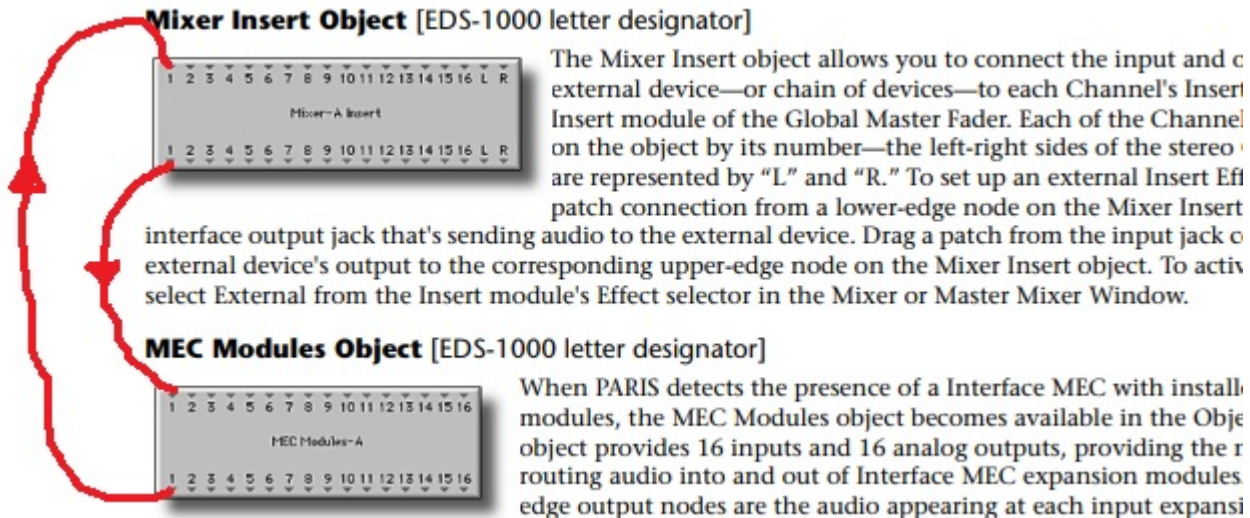 Mixer Insert Object [EDS-1000 letter designator]
1 2 3 4 5 6 7 8 9 10 11 12 13 14 15 16 L R
Mixer-A Insert
1 2 3 4 5 6 7 8 9 10 11 12 13 14 15 16 L R
The Mixer Insert object allows you to connect the input and
external device—or chain of devices—to each Channel's Insert
Insert module of the Global Master Fader. Each of the Channel
on the object by its number—the left-right sides of the stereo
are represented by “L” and “R.” To set up an external Insert
patch connection from a lower-edge node on the Mixer Insert
interface output jack that's sending audio to the external device. Drag a patch from the input jack
external device's output to the corresponding upper-edge node on the Mixer Insert object. To
select External from the Insert module's Effect selector in the Mixer or Master Mixer Window.
MEC Modules Object [EDS-1000 letter designator]
1 2 3 4 5 6 7 8 9 10 11 12 13 14 15 16
MEC Modules-A
1 2 3 4 5 6 7 8 9 10 11 12 13 14 15 16
When PARIS detects the presence of a Interface MEC with
modules, the MEC Modules object becomes available in the
object provides 16 inputs and 16 analog outputs, providing the
routing audio into and out of Interface MEC expansion modules.
edge output nodes are the audio appearing at each input